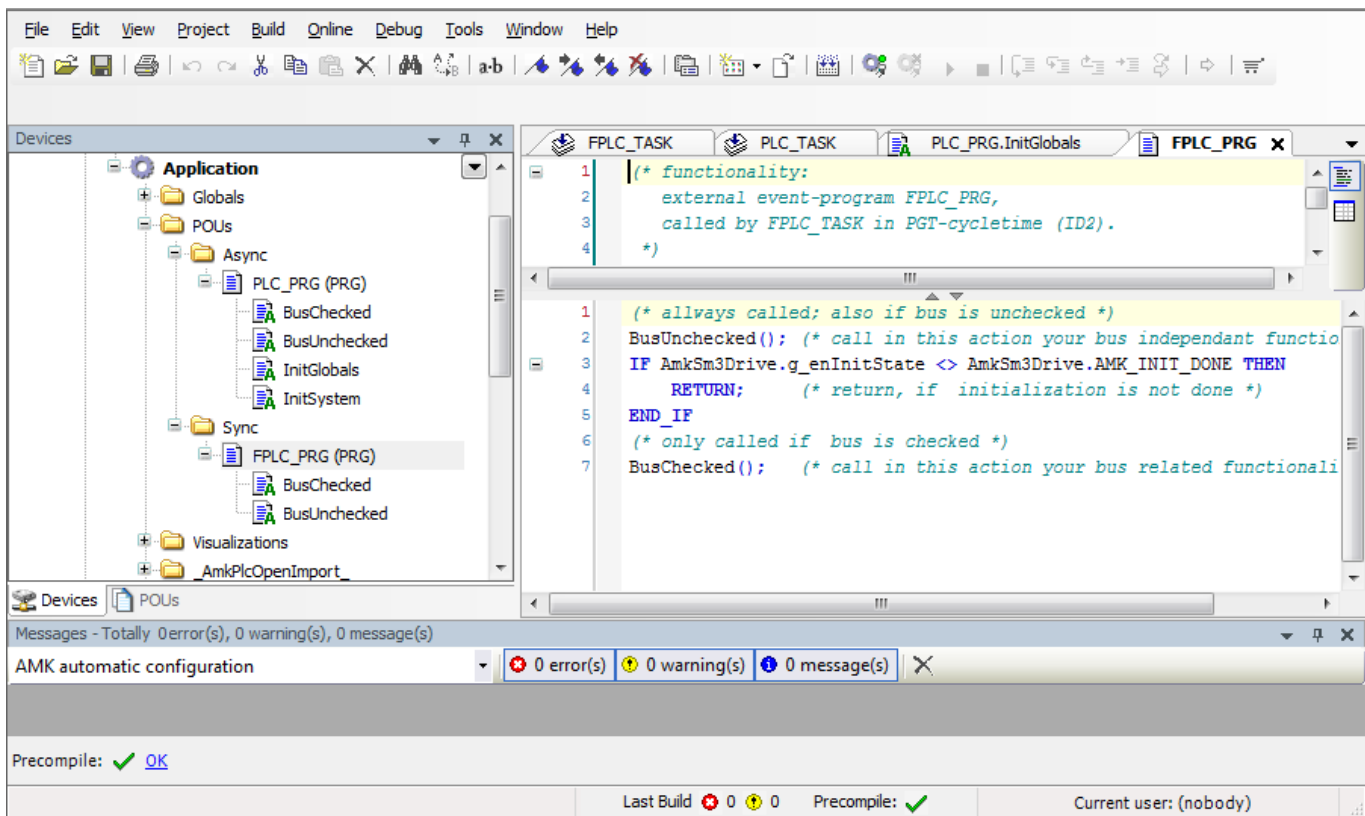 File Edit View Project Build Online Debug Tools Window Help
Devices
Application
Globals
POUs
Async
PLC_PRG (PRG)
BusChecked
BusUnchecked
InitGlobals
InitSystem
Sync
FPLC_PRG (PRG)
BusChecked
BusUnchecked
Visualizations
_AmkPlcOpenImport_
Devices POUs
FPLC_TASK PLC_TASK PLC_PRG.InitGlobals FPLC_PRG
1 (* functionality:
2 external event-program FPLC_PRG,
3 called by FPLC_TASK in PGT-cycletime (ID2).
4 *)
1 (* allways called; also if bus is unchecked *)
2 BusUnchecked(); (* call in this action your bus independant functio
3 IF AmkSm3Drive.g_enInitState <> AmkSm3Drive.AMK_INIT_DONE THEN
4 RETURN; (* return, if initialization is not done *)
5 END_IF
6 (* only called if bus is checked *)
7 BusChecked(); (* call in this action your bus related functionali
Messages - Totally 0error(s), 0 warning(s), 0 message(s)
AMK automatic configuration 0 error(s) 0 warning(s) 0 message(s)
Precompile: OK
Last Build 0 0 Precompile: Current user: (nobody)